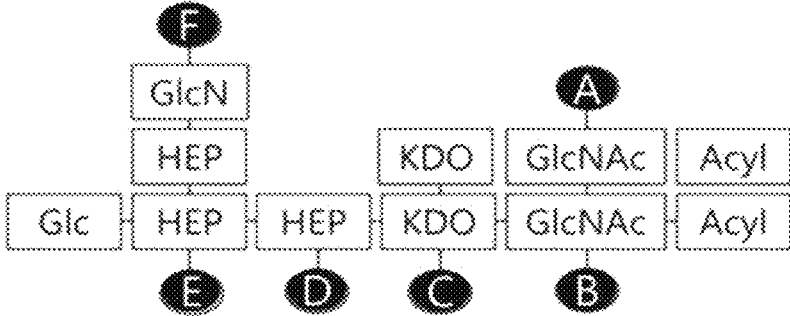 F
GlcN
A
HEP KDO GlcNAc Acyl
Glc HEP HEP KDO GlcNAc Acyl
E D C B